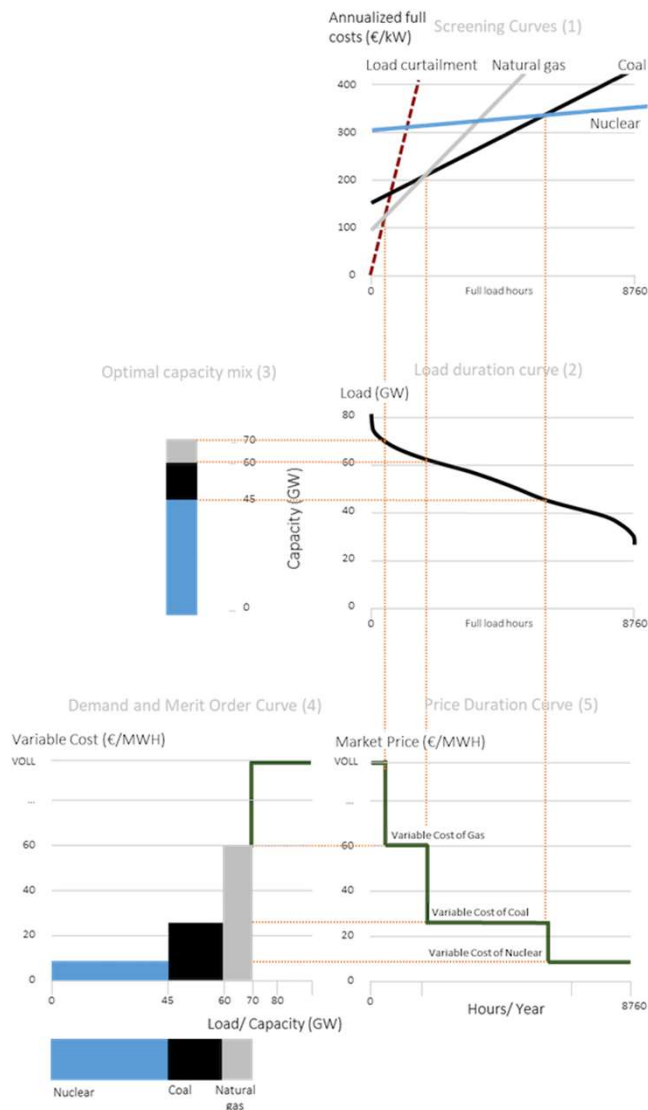 Annualized full
costs (€/kW)
Screening Curves (1)
Load curtailment
Natural gas
Coal
400
300
Nuclear
200
100
0
0
Full load hours
8760
Optimal capacity mix (3)
Load duration curve (2)
Load (GW)
80
... 70
... 60
60
... 45
Capacity (GW)
40
20
... 0
0
0
Full load hours
8760
Demand and Merit Order Curve (4)
Price Duration Curve (5)
Variable Cost (€/MWH)
Market Price (€/MWH)
VOLL
VOLL
...
...
Variable Cost of Gas
60
60
40
40
Variable Cost of Coal
20
20
Variable Cost of Nuclear
0
0
0
45
60
70
80
0
8760
Load/ Capacity (GW)
Hours/ Year
Nuclear
Coal
Natural
gas